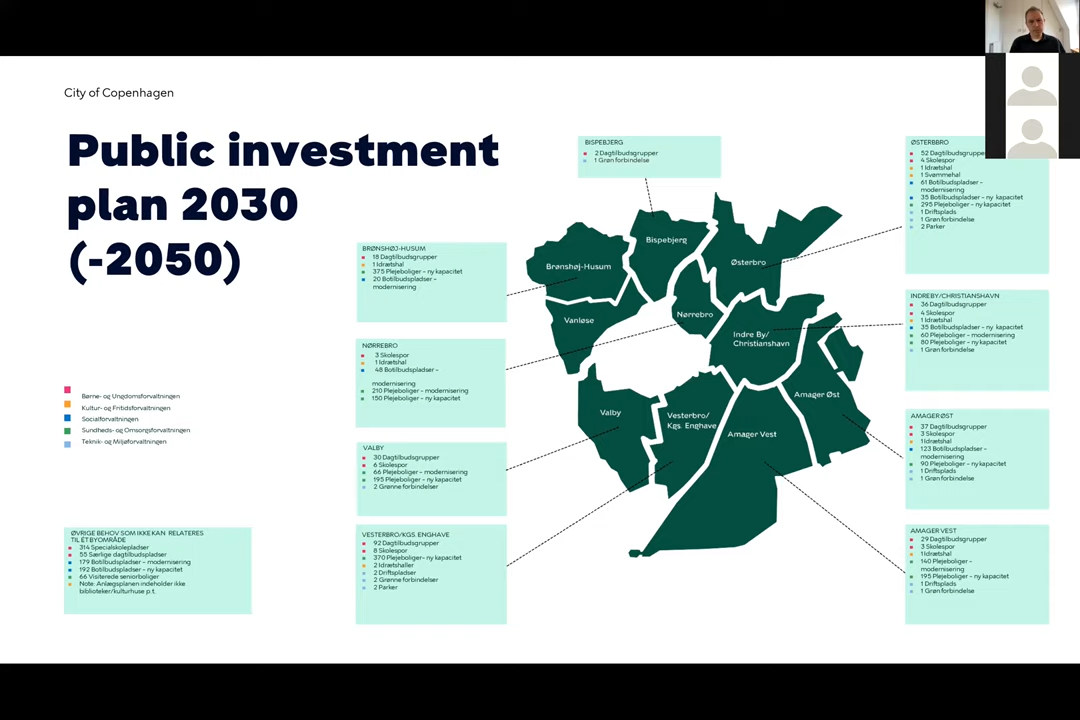 City of Copenhagen
Public investment
plan 2030
(-2050)
Børne- og Ungdomsforvaltningen
Kultur- og Fritidsforvaltningen
Socialforvaltningen
Sundheds- og Omsorgsforvaltningen
Teknik- og Miljøforvaltningen
ØVRIGE BEHOV SOM IKKE KAN RELATERES
TIL ÉT BYOMRÅDE
314 Specialskolepladser
55 Særlige dagtilbudspladser
179 Botilbudspladser – modernisering
192 Botilbudspladser – ny kapacitet
66 Visiterede seniorboliger
Note: Anlægsplanen indeholder ikke
biblioteker/kulturhuse p.t.
BRØNSHØJ-HUSUM
18 Dagtilbudsgrupper
1 Idrætshal
375 Plejeboliger – ny kapacitet
20 Botilbudspladser –
modernisering
NØRREBRO
3 Skolespor
1 Idrætshal
48 Botilbudspladser –
modernisering
210 Plejeboliger – modernisering
150 Plejeboliger – ny kapacitet
VALBY
30 Dagtilbudsgrupper
6 Skolespor
66 Plejeboliger – modernisering
195 Plejeboliger – ny kapacitet
2 Grønne forbindelser
VESTERBRO/KGS. ENGHAVE
92 Dagtilbudsgrupper
8 Skolespor
370 Plejeboliger– ny kapacitet
2 Idrætshaller
2 Driftspladser
2 Grønne forbindelser
2 Parker
BISPEBJERG
2 Dagtilbudsgrupper
1 Grøn forbindelse
Bispebjerg
Brønshøj-Husum
Østerbro
Vanløse
Nørrebro
Indre By/
Christianshavn
Amager Øst
Valby
Vesterbro/
Kgs. Enghave
Amager Vest
ØSTERBBRO
52 Dagtilbudsgruppe
4 Skolespor
1 Idrætshal
1 Svømmehal
61 Botilbudspladser –
modernisering
35 Botilbudspladser – ny kapacitet
295 Plejeboliger – ny kapacitet
1 Driftsplads
1 Grøn forbindelse
2 Parker
INDREBY/CHRISTIANSHAVN
36 Dagtilbudsgrupper
4 Skolespor
1 Idrætshal
35 Botilbudspladser – ny kapacitet
60 Plejeboliger – modernisering
80 Plejeboliger – ny kapacitet
1 Grøn forbindelse
AMAGER ØST
37 Dagtilbudsgrupper
3 Skolespor
1 Idrætshal
123 Botilbudspladser –
modernisering
90 Plejeboliger – ny kapacitet
1 Driftsplads
1 Grøn forbindelse
AMAGER VEST
29 Dagtilbudsgrupper
3 Skolespor
1 Idrætshal
140 Plejeboliger –
modernisering
195 Plejeboliger – ny kapacitet
1 Driftsplads
1 Grøn forbindelse